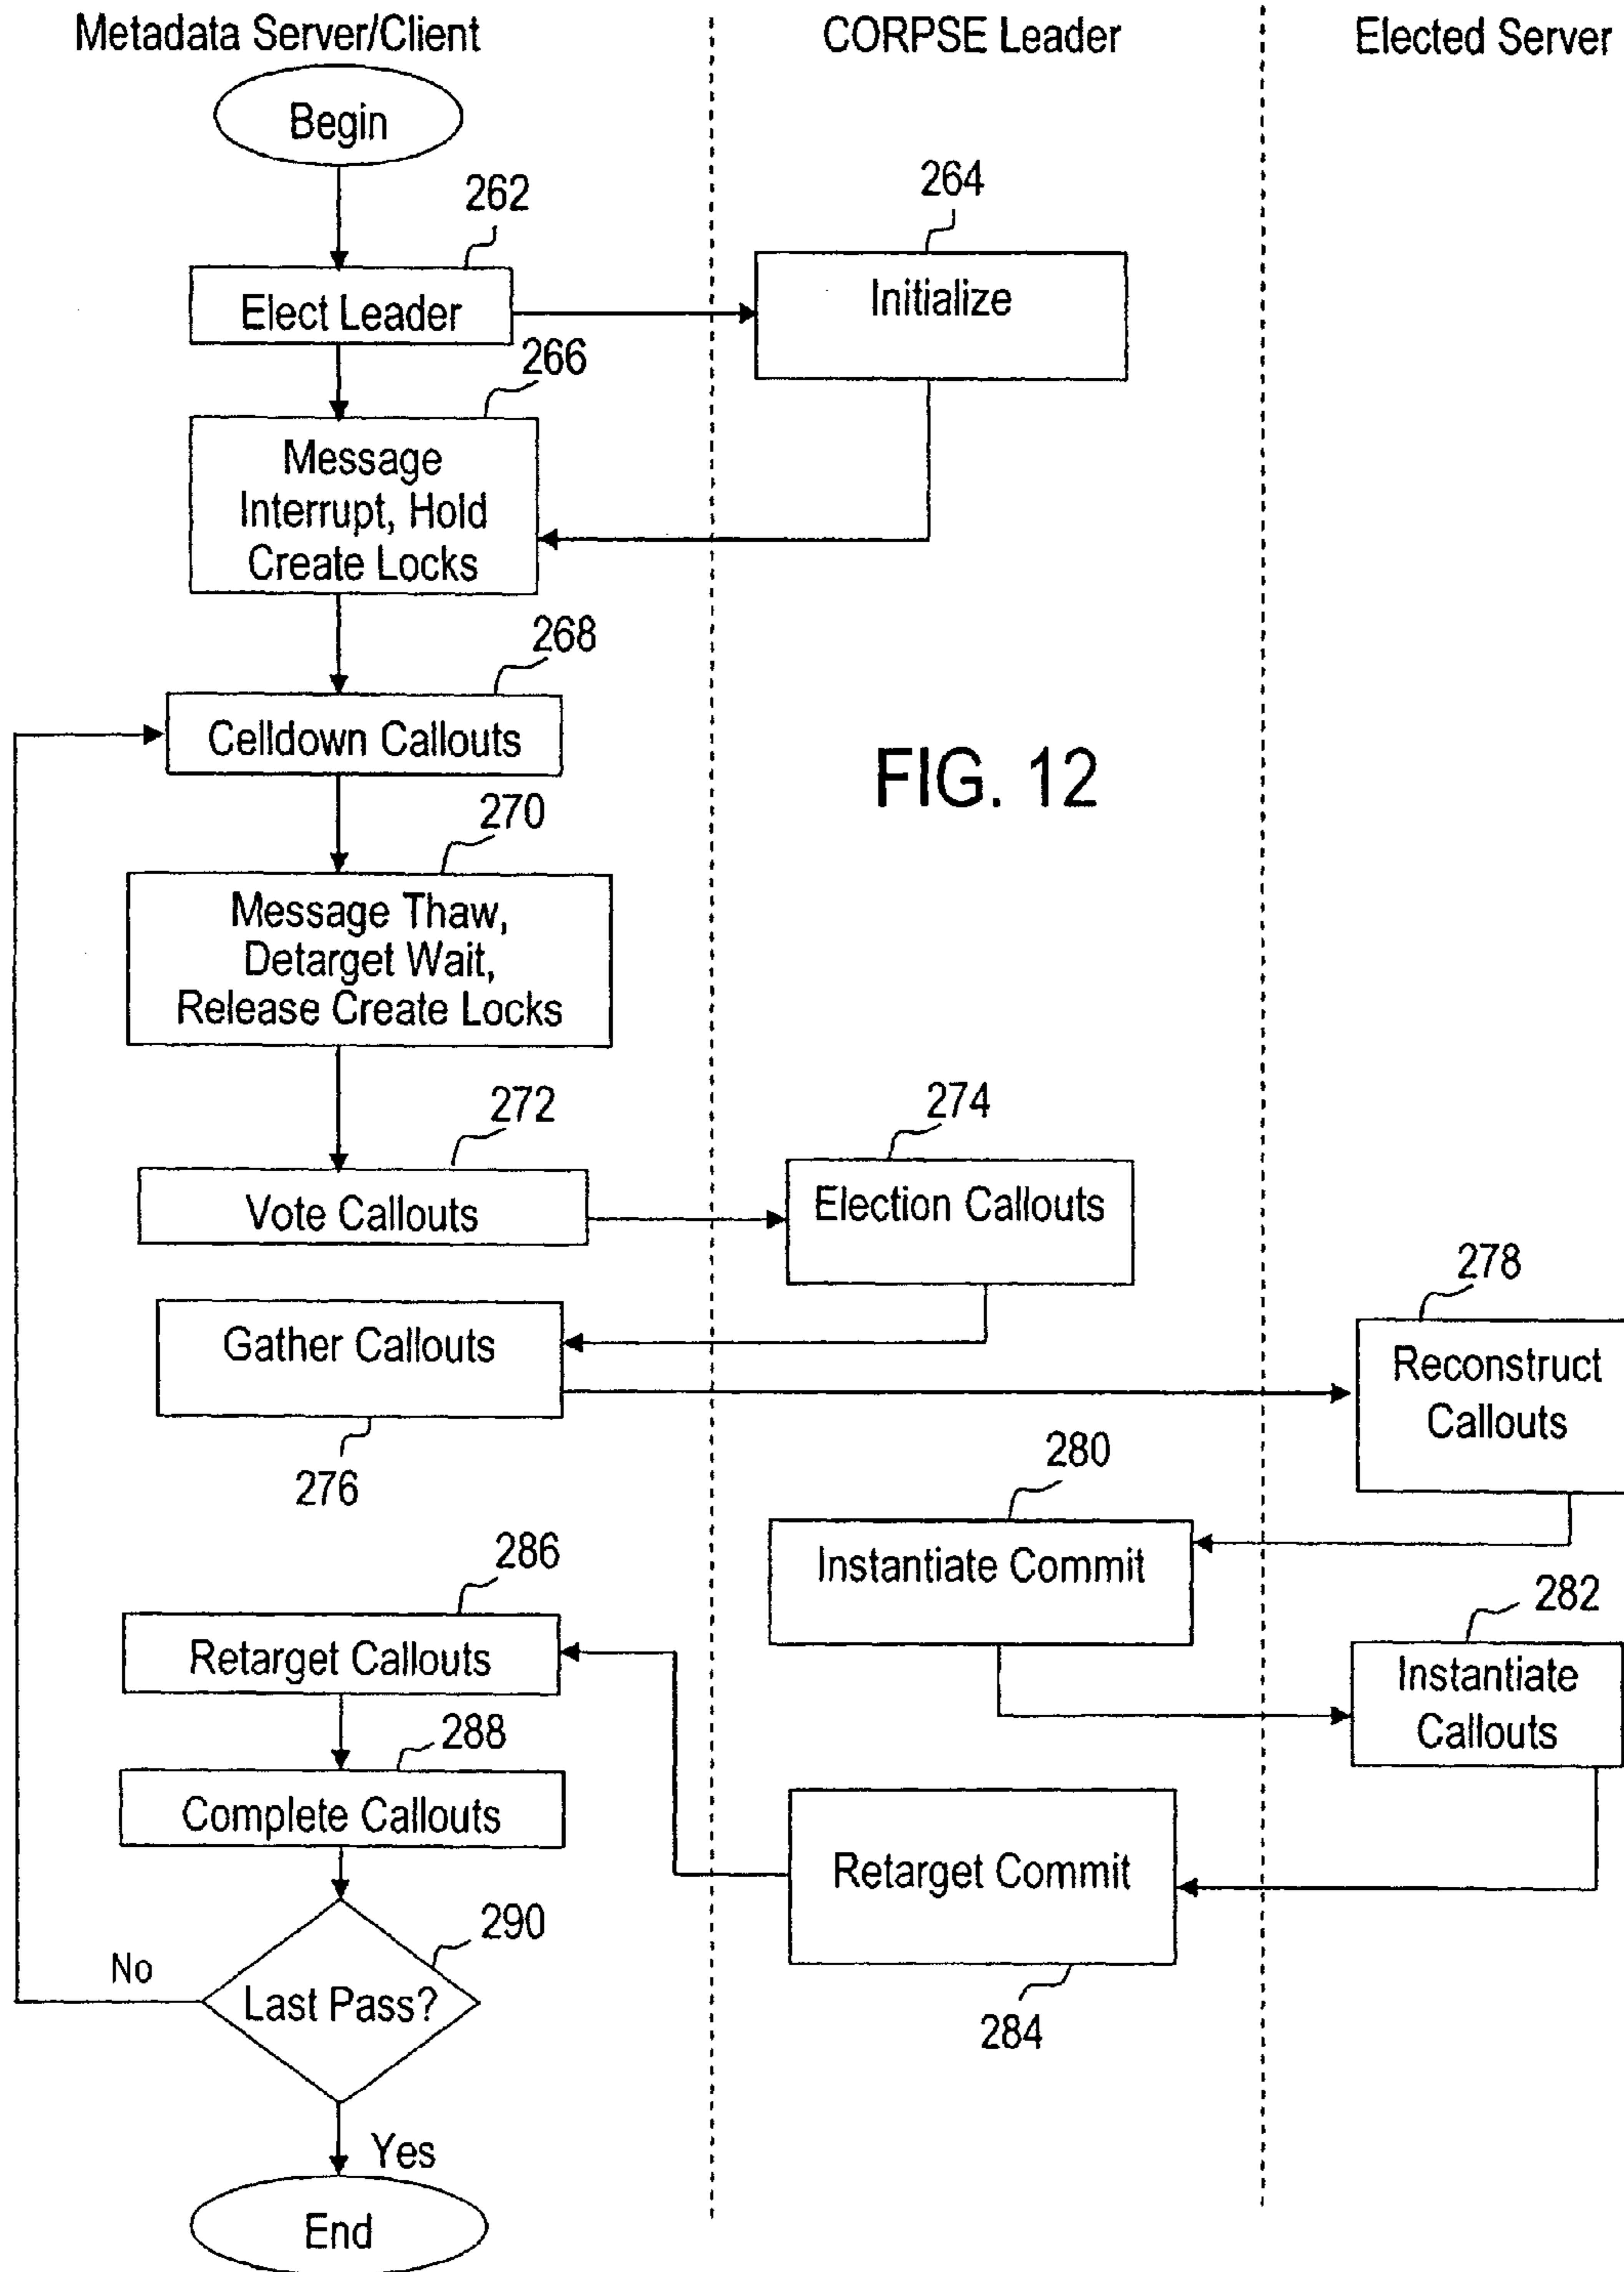 Metadata Server/Client
CORPSE Leader
Elected Server
Begin
262
264
Elect Leader
Initialize
266
Message
Interrupt, Hold
Create Locks
268
Celldown Callouts
FIG. 12
270
Message Thaw,
Detarget Wait,
Release Create Locks
272
274
Vote Callouts
Election Callouts
278
Gather Callouts
Reconstruct
Callouts
276
280
Instantiate Commit
286
282
Retarget Callouts
Instantiate
Callouts
288
Complete Callouts
Retarget Commit
290
No
Last Pass?
284
Yes
End